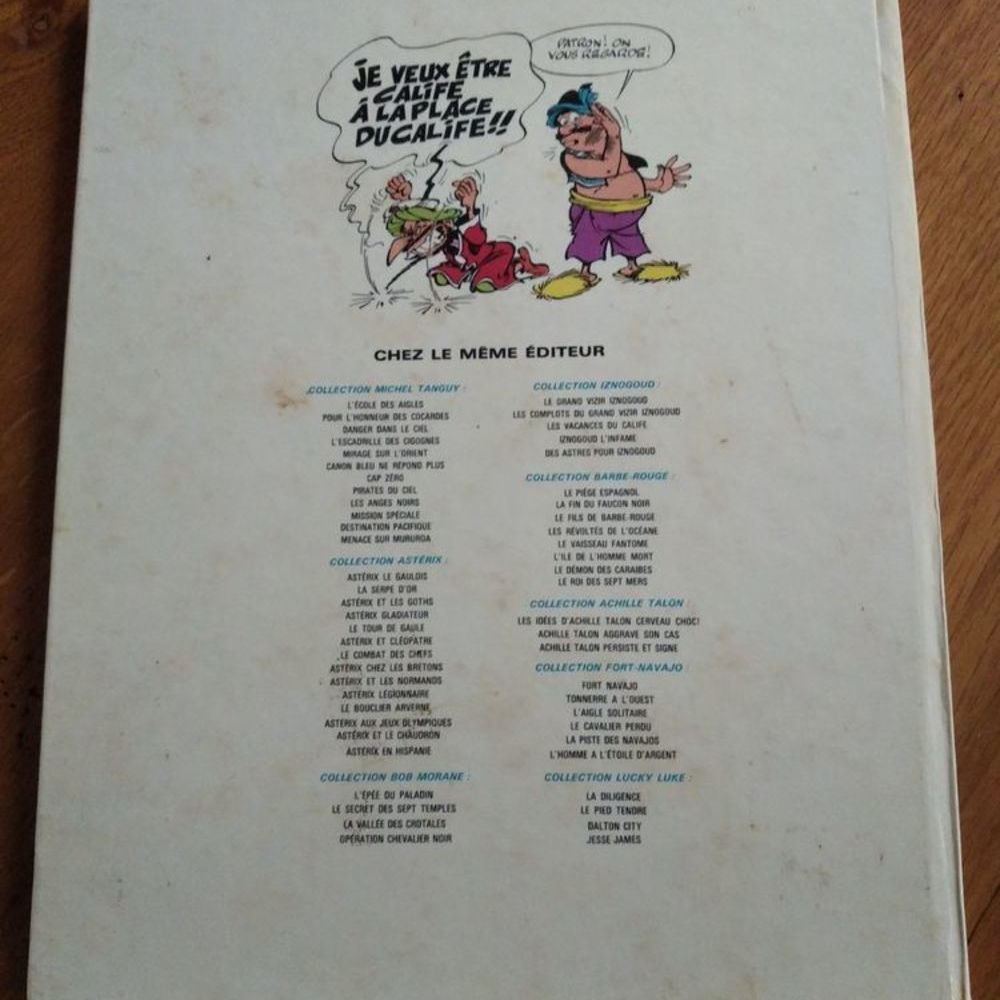 JE VEUX ÊTRE
CALIFE
À LA PLACE
DU CALIFE!!
PATRON! ON
VOUS REGARDE!
CHEZ LE MÊME ÉDITEUR
COLLECTION MICHEL TANGUY :
L'ÉCOLE DES AIGLES
POUR L'HONNEUR DES COCARDES
DANGER DANS LE CIEL
L'ESCADRILLE DES CIGOGNES
MIRAGE SUR L'ORIENT
CANON BLEU NE RÉPOND PLUS
CAP ZÉRO
PIRATES DU CIEL
LES ANGES NOIRS
MISSION SPÉCIALE
DESTINATION PACIFIQUE
MENACE SUR MURUROA
COLLECTION ASTÉRIX :
ASTÉRIX LE GAULOIS
LA SERPE D'OR
ASTÉRIX ET LES GOTHS
ASTÉRIX GLADIATEUR
LE TOUR DE GAULE
ASTÉRIX ET CLÉOPATRE
LE COMBAT DES CHEFS
ASTÉRIX CHEZ LES BRETONS
ASTÉRIX ET LES NORMANDS
ASTÉRIX LÉGIONNAIRE
LE BOUCLIER ARVERNE
ASTÉRIX AUX JEUX OLYMPIQUES
ASTÉRIX ET LE CHAUDRON
ASTÉRIX EN HISPANIE
COLLECTION BOB MORANE :
L'ÉPÉE DU PALADIN
LE SECRET DES SEPT TEMPLES
LA VALLÉE DES CROTALES
OPÉRATION CHEVALIER NOIR
COLLECTION IZNOGOUD :
LE GRAND VIZIR IZNOGOUD
LES COMPLOTS DU GRAND VIZIR IZNOGOUD
LES VACANCES DU CALIFE
IZNOGOUD L'INFAME
DES ASTRES POUR IZNOGOUD
COLLECTION BARBE-ROUGE :
LE PIÈGE ESPAGNOL
LA FIN DU FAUCON NOIR
LE FILS DE BARBE-ROUGE
LES RÉVOLTÉS DE L'OCÉANE
LE VAISSEAU FANTOME
L'ILE DE L'HOMME MORT
LE DÉMON DES CARAIBES
LE ROI DES SEPT MERS
COLLECTION ACHILLE TALON :
LES IDÉES D'ACHILLE TALON CERVEAU CHOC!
ACHILLE TALON AGGRAVE SON CAS
ACHILLE TALON PERSISTE ET SIGNE
COLLECTION FORT-NAVAJO :
FORT NAVAJO
TONNERRE A L'OUEST
L'AIGLE SOLITAIRE
LE CAVALIER PERDU
LA PISTE DES NAVAJOS
L'HOMME A L'ÉTOILE D'ARGENT
COLLECTION LUCKY LUKE :
LA DILIGENCE
LE PIED TENDRE
DALTON CITY
JESSE JAMES